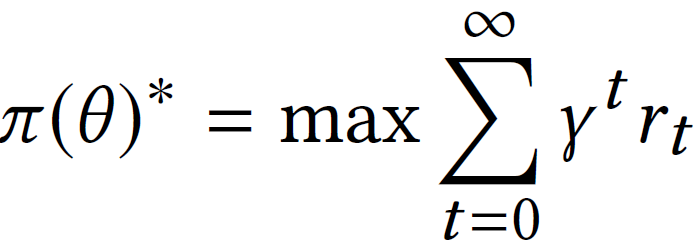 π(θ)* = max ∑_{t=0}^{∞} γ^t r_t